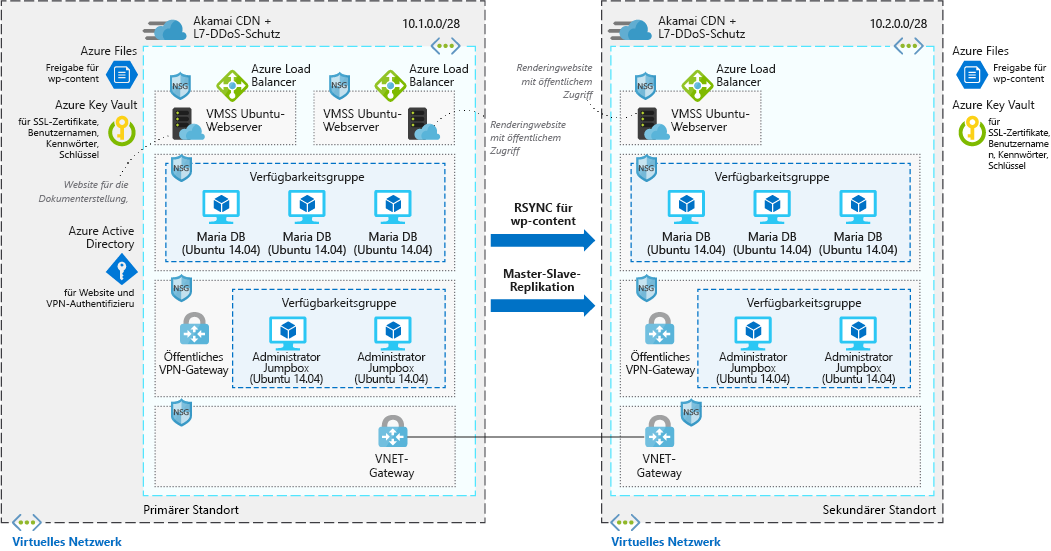 Akamai CDN +
L7-DDoS-Schutz
10.1.0.0/28
Azure Files
Freigabe für
wp-content
Azure Key Vault
für SSL-Zertifikate,
Benutzernamen,
Kennwörter,
Schlüssel
NSG
Azure Load
Balancer
VMSS Ubuntu-
Webserver
NSG
Azure Load
Balancer
VMSS Ubuntu-
Webserver
Renderingwebsite
mit öffentlichem
Zugriff
Renderingwebsite
mit öffentlichem
Zugriff
Website für die
Dokumenterstellung,
Azure Active
Directory
für Website und
VPN-Authentifizieru
NSG
Verfügbarkeitsgruppe
Maria DB
(Ubuntu 14.04)
Maria DB
(Ubuntu 14.04)
Maria DB
(Ubuntu 14.04)
NSG
Verfügbarkeitsgruppe
Öffentliches
VPN-Gateway
Administrator
Jumpbox
(Ubuntu 14.04)
Administrator
Jumpbox
(Ubuntu 14.04)
NSG
VNET-
Gateway
Primärer Standort
Virtuelles Netzwerk
RSYNC für
wp-content
Master-Slave-
Replikation
Akamai CDN +
L7-DDoS-Schutz
10.2.0.0/28
NSG
Azure Load
Balancer
VMSS Ubuntu-
Webserver
Azure Files
Freigabe für
wp-content
Azure Key Vault
für
SSL-Zertifikate,
Benutzername
n, Kennwörter,
Schlüssel
NSG
Verfügbarkeitsgruppe
Maria DB
(Ubuntu 14.04)
Maria DB
(Ubuntu 14.04)
Maria DB
(Ubuntu 14.04)
NSG
Verfügbarkeitsgruppe
Öffentliches
VPN-Gateway
Administrator
Jumpbox
(Ubuntu 14.04)
Administrator
Jumpbox
(Ubuntu 14.04)
NSG
VNET-
Gateway
Sekundärer Standort
Virtuelles Netzwerk